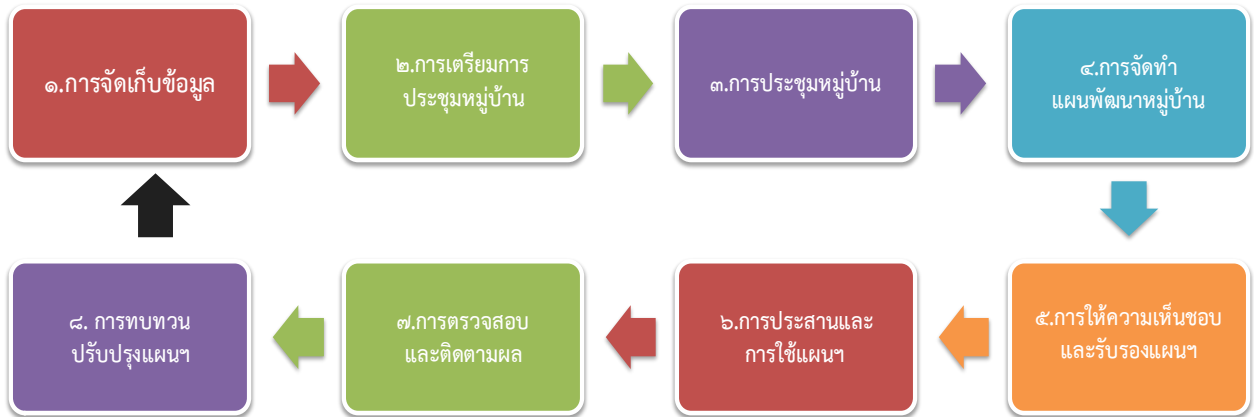 ๑.การจัดเก็บข้อมูล
๒.การเตรียมการ
ประชุมหมู่บ้าน
๓.การประชุมหมู่บ้าน
๔.การจัดทำ
แผนพัฒนาหมู่บ้าน
๕.การให้ความเห็นชอบ
และรับรองแผนฯ
๖.การประสานและ
การใช้แผนฯ
๗.การตรวจสอบ
และติดตามผล
๘. การทบทวน
ปรับปรุงแผนฯ